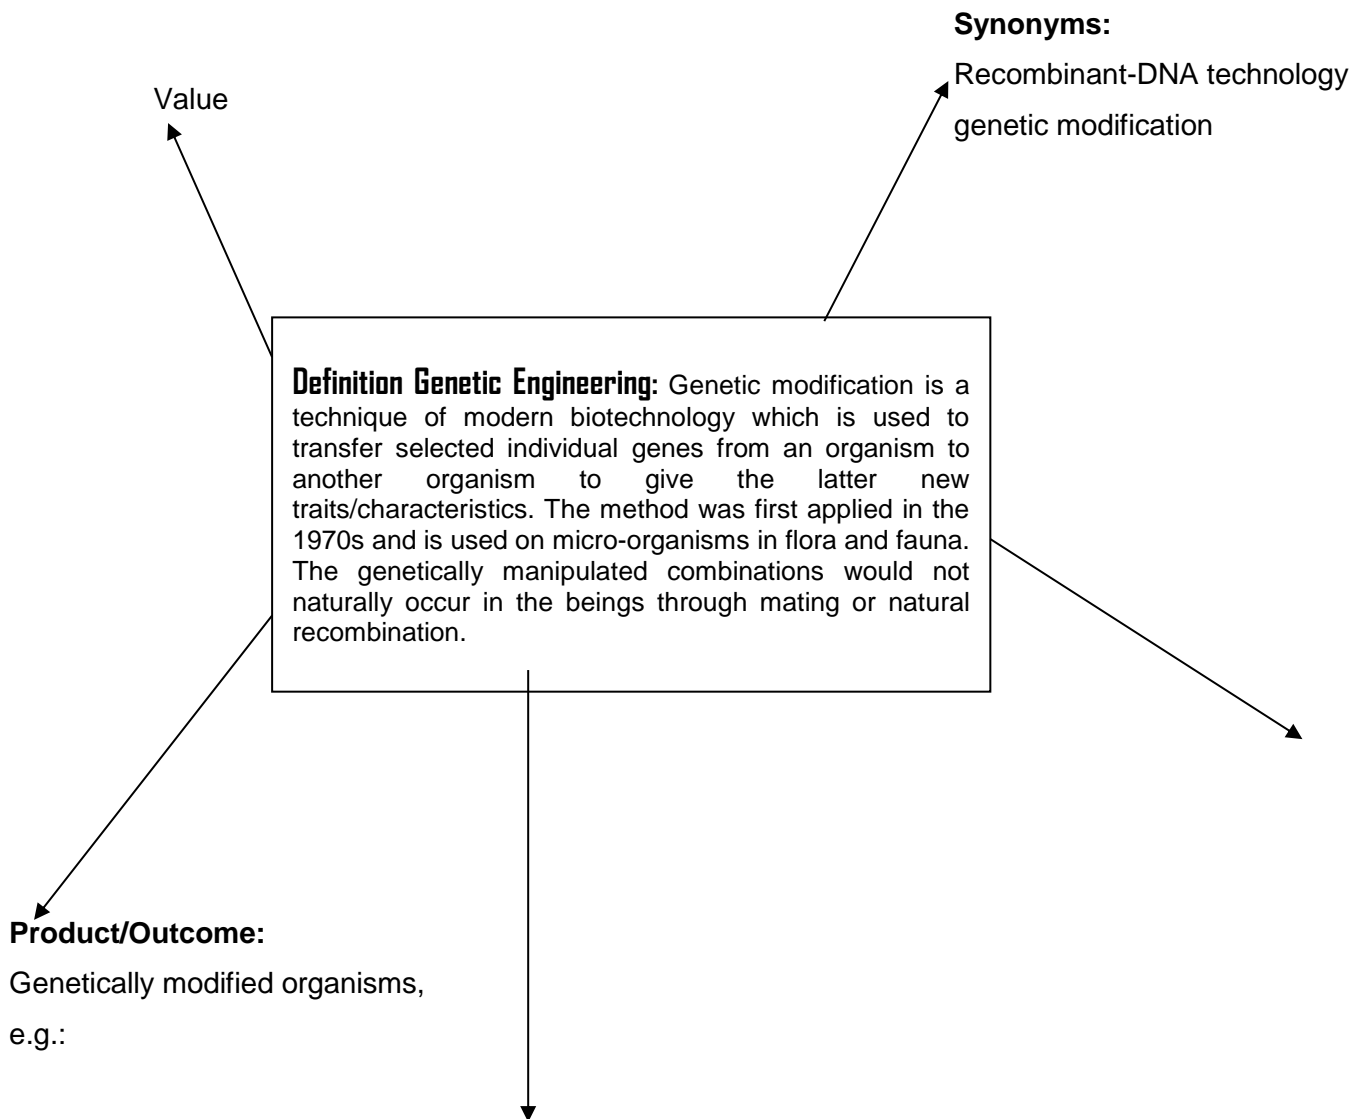 Synonyms:
Recombinant-DNA technology
genetic modification
Value
Definition Genetic Engineering: Genetic modification is a
technique of modern biotechnology which is used to
transfer selected individual genes from an organism to
another organism to give the latter new
traits/characteristics. The method was first applied in the
1970s and is used on micro-organisms in flora and fauna.
The genetically manipulated combinations would not
naturally occur in the beings through mating or natural
recombination.
Product/Outcome:
Genetically modified organisms,
e.g.: